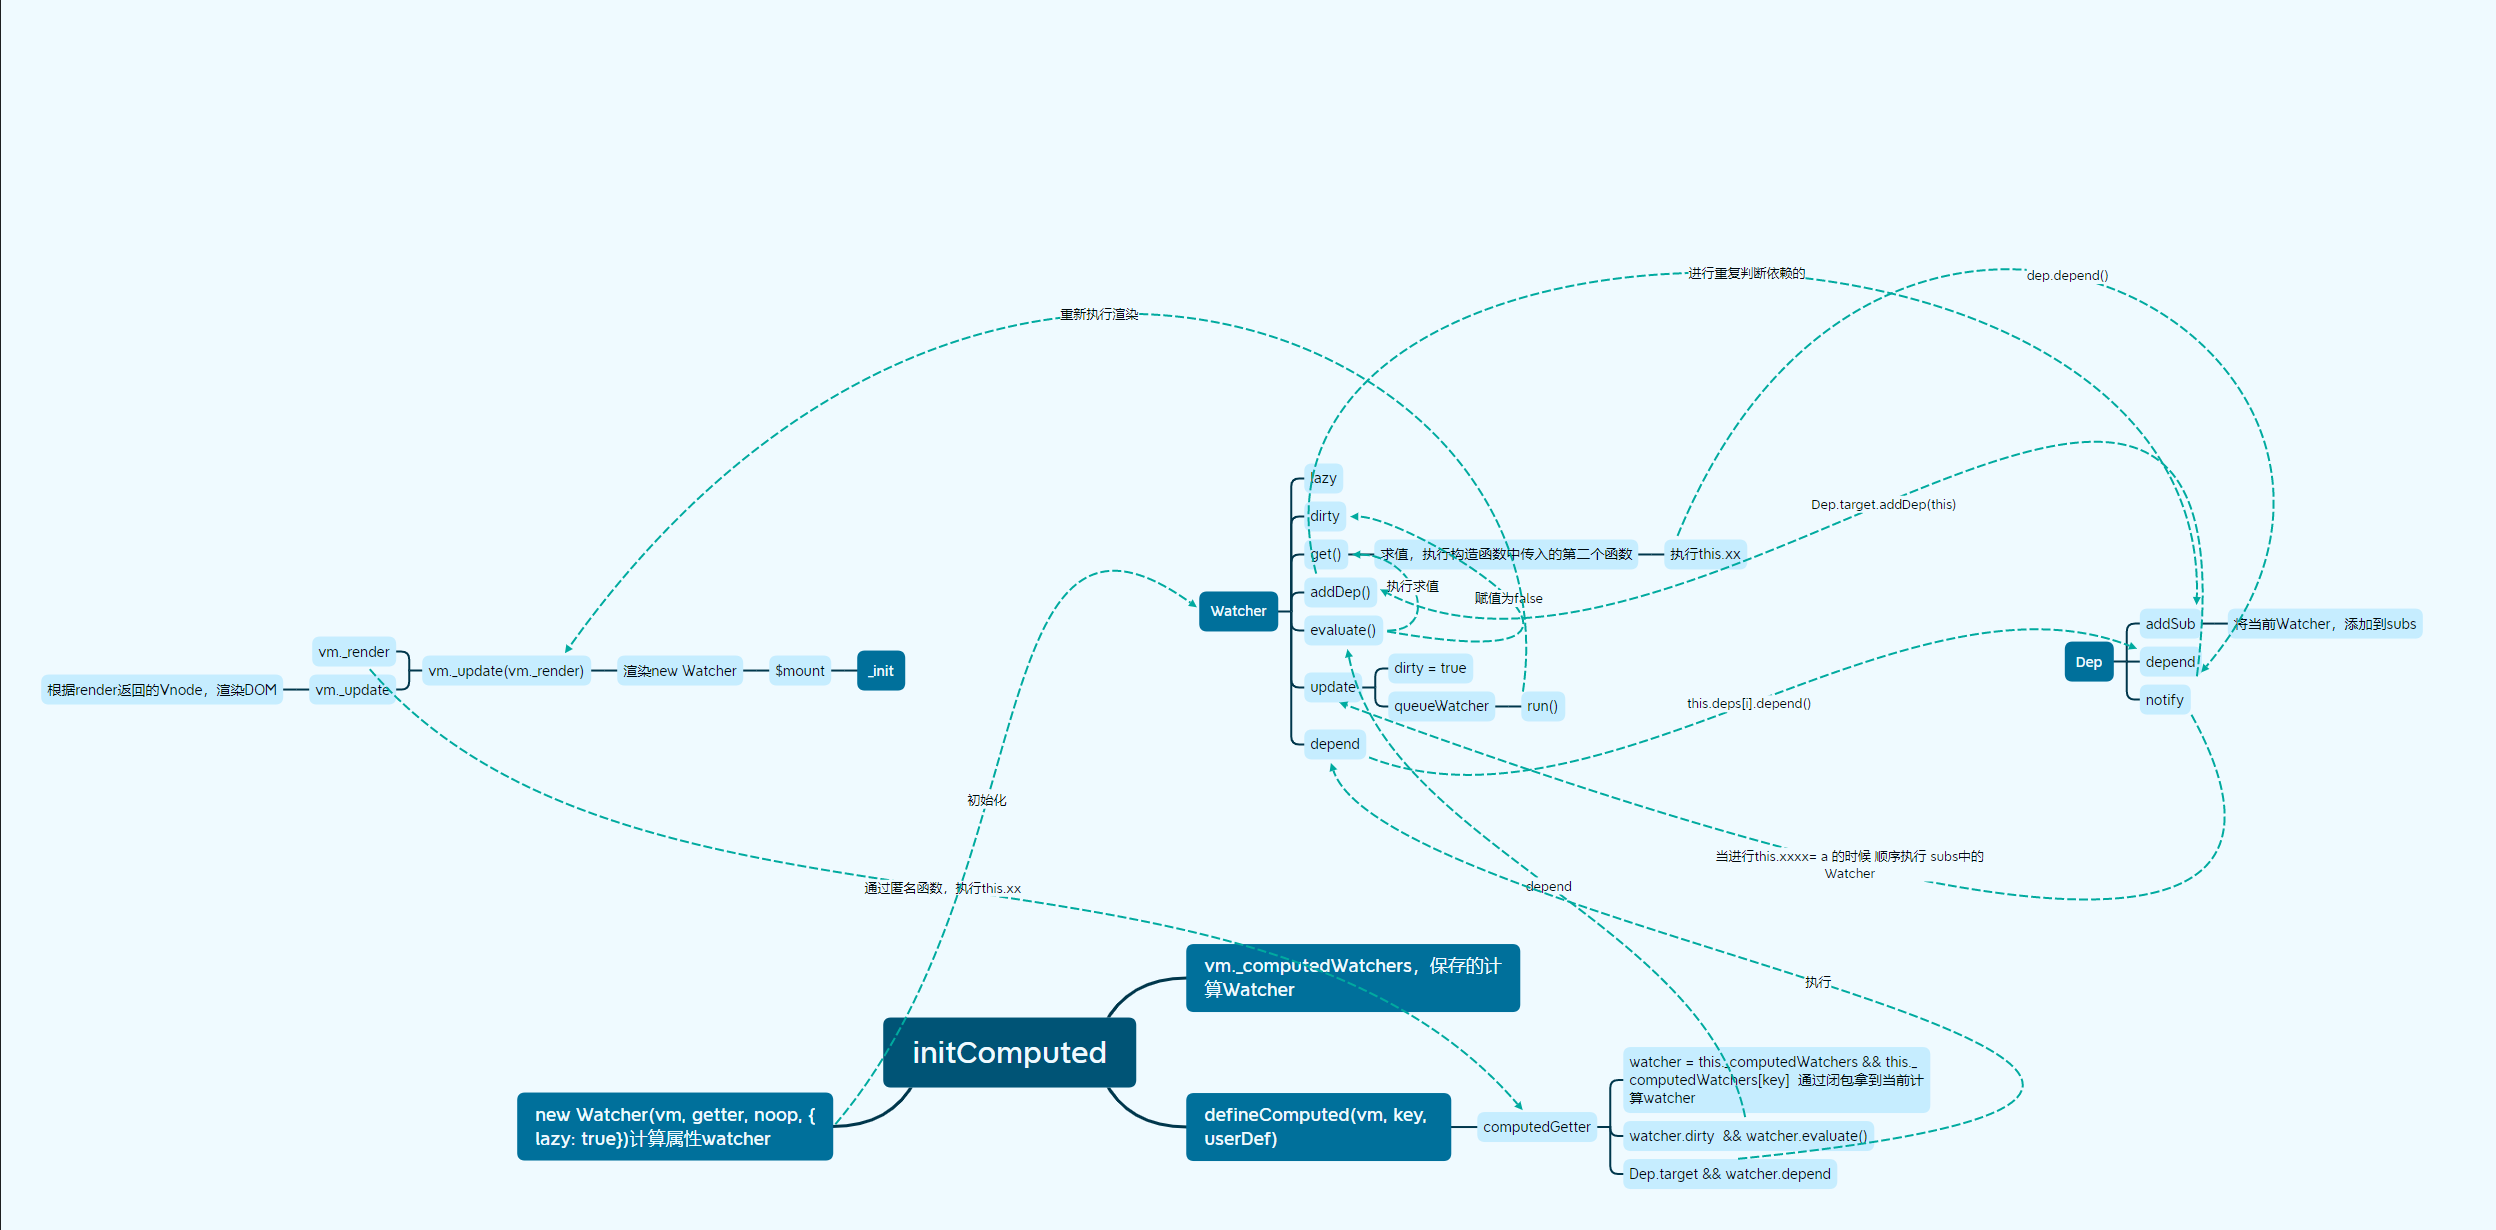 进行重复判断依赖的
dep.depend()
重新执行渲染
lazy
Dep.target.addDep(this)
dirty
get()
求值，执行构造函数中传入的第二个函数
执行this.xx
addDep()
执行求值
赋值为false
Watcher
evaluate()
addSub
将当前Watcher，添加到subs
vm._render
vm._update(vm._render)
渲染new Watcher
$mount
_init
dirty = true
Dep
depend
根据render返回的Vnode，渲染DOM
vm._update
update
queueWatcher
run()
this.deps[i].depend()
notify
depend
初始化
当进行this.xxxx= a 的时候 顺序执行 subs中的
Watcher
通过匿名函数，执行this.xx
depend
vm._computedWatchers，保存的计
算Watcher
执行
initComputed
watcher = this._computedWatchers && this._
computedWatchers[key]  通过闭包拿到当前计
算watcher
new Watcher(vm, getter, noop, {
lazy: true})计算属性watcher
defineComputed(vm, key,
userDef)
computedGetter
watcher.dirty  && watcher.evaluate()
Dep.target && watcher.depend